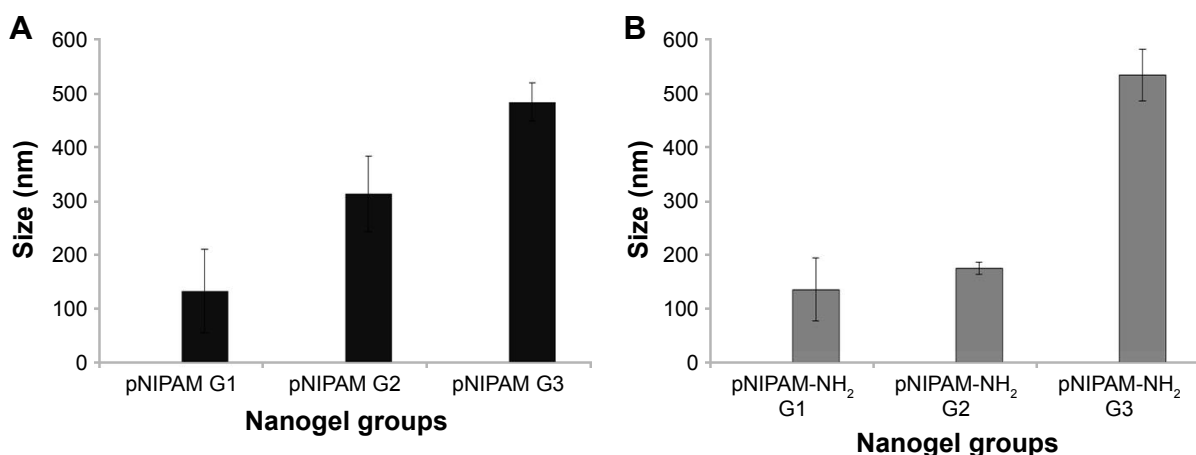 A
600
500
400
300
200
100
0
Size (nm)
pNIPAM G1 pNIPAM G2 pNIPAM G3
Nanogel groups
B
600
500
400
300
200
100
0
Size (nm)
pNIPAM-NH₂ pNIPAM-NH₂ pNIPAM-NH₂
G1 G2 G3
Nanogel groups